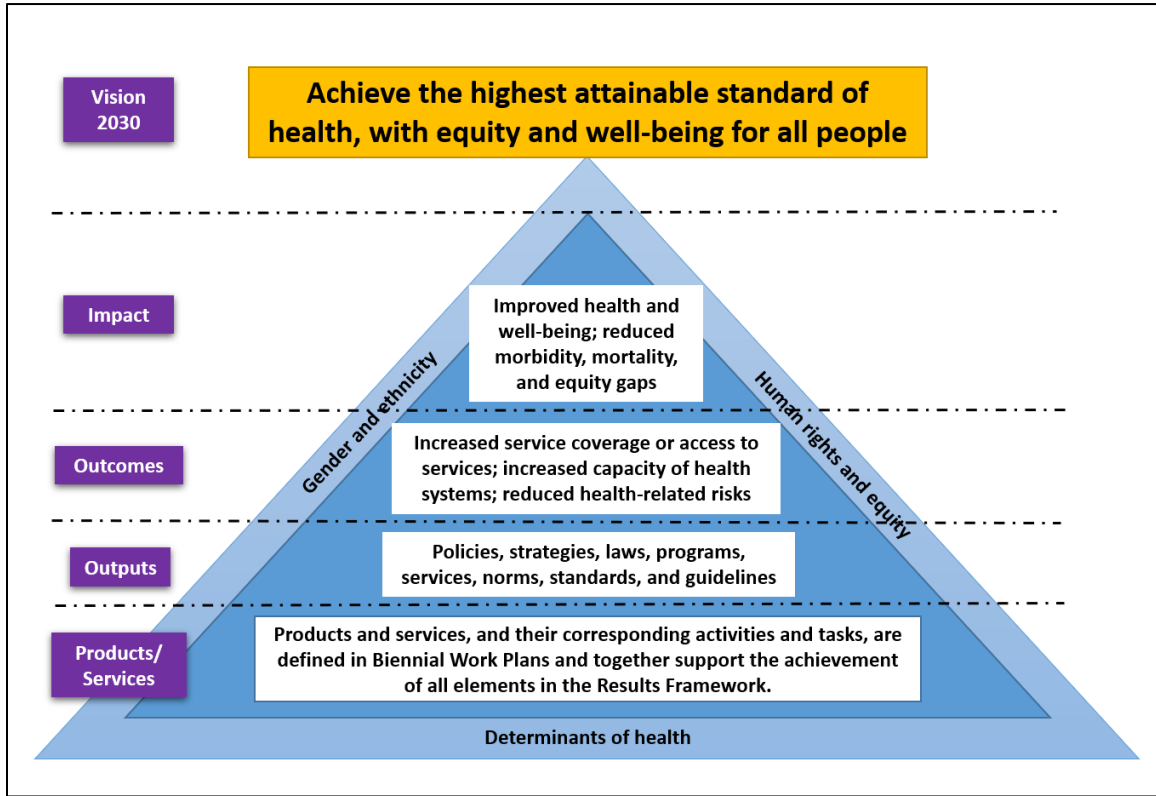 Vision
2030
Achieve the highest attainable standard of
health, with equity and well-being for all people
Impact
Improved health and
well-being; reduced
morbidity, mortality,
and equity gaps
Gender and ethnicity
Human rights and equity
Outcomes
Increased service coverage or access to
services; increased capacity of health
systems; reduced health-related risks
Outputs
Policies, strategies, laws, programs,
services, norms, standards, and guidelines
Products/
Services
Products and services, and their corresponding activities and tasks, are
defined in Biennial Work Plans and together support the achievement
of all elements in the Results Framework.
Determinants of health